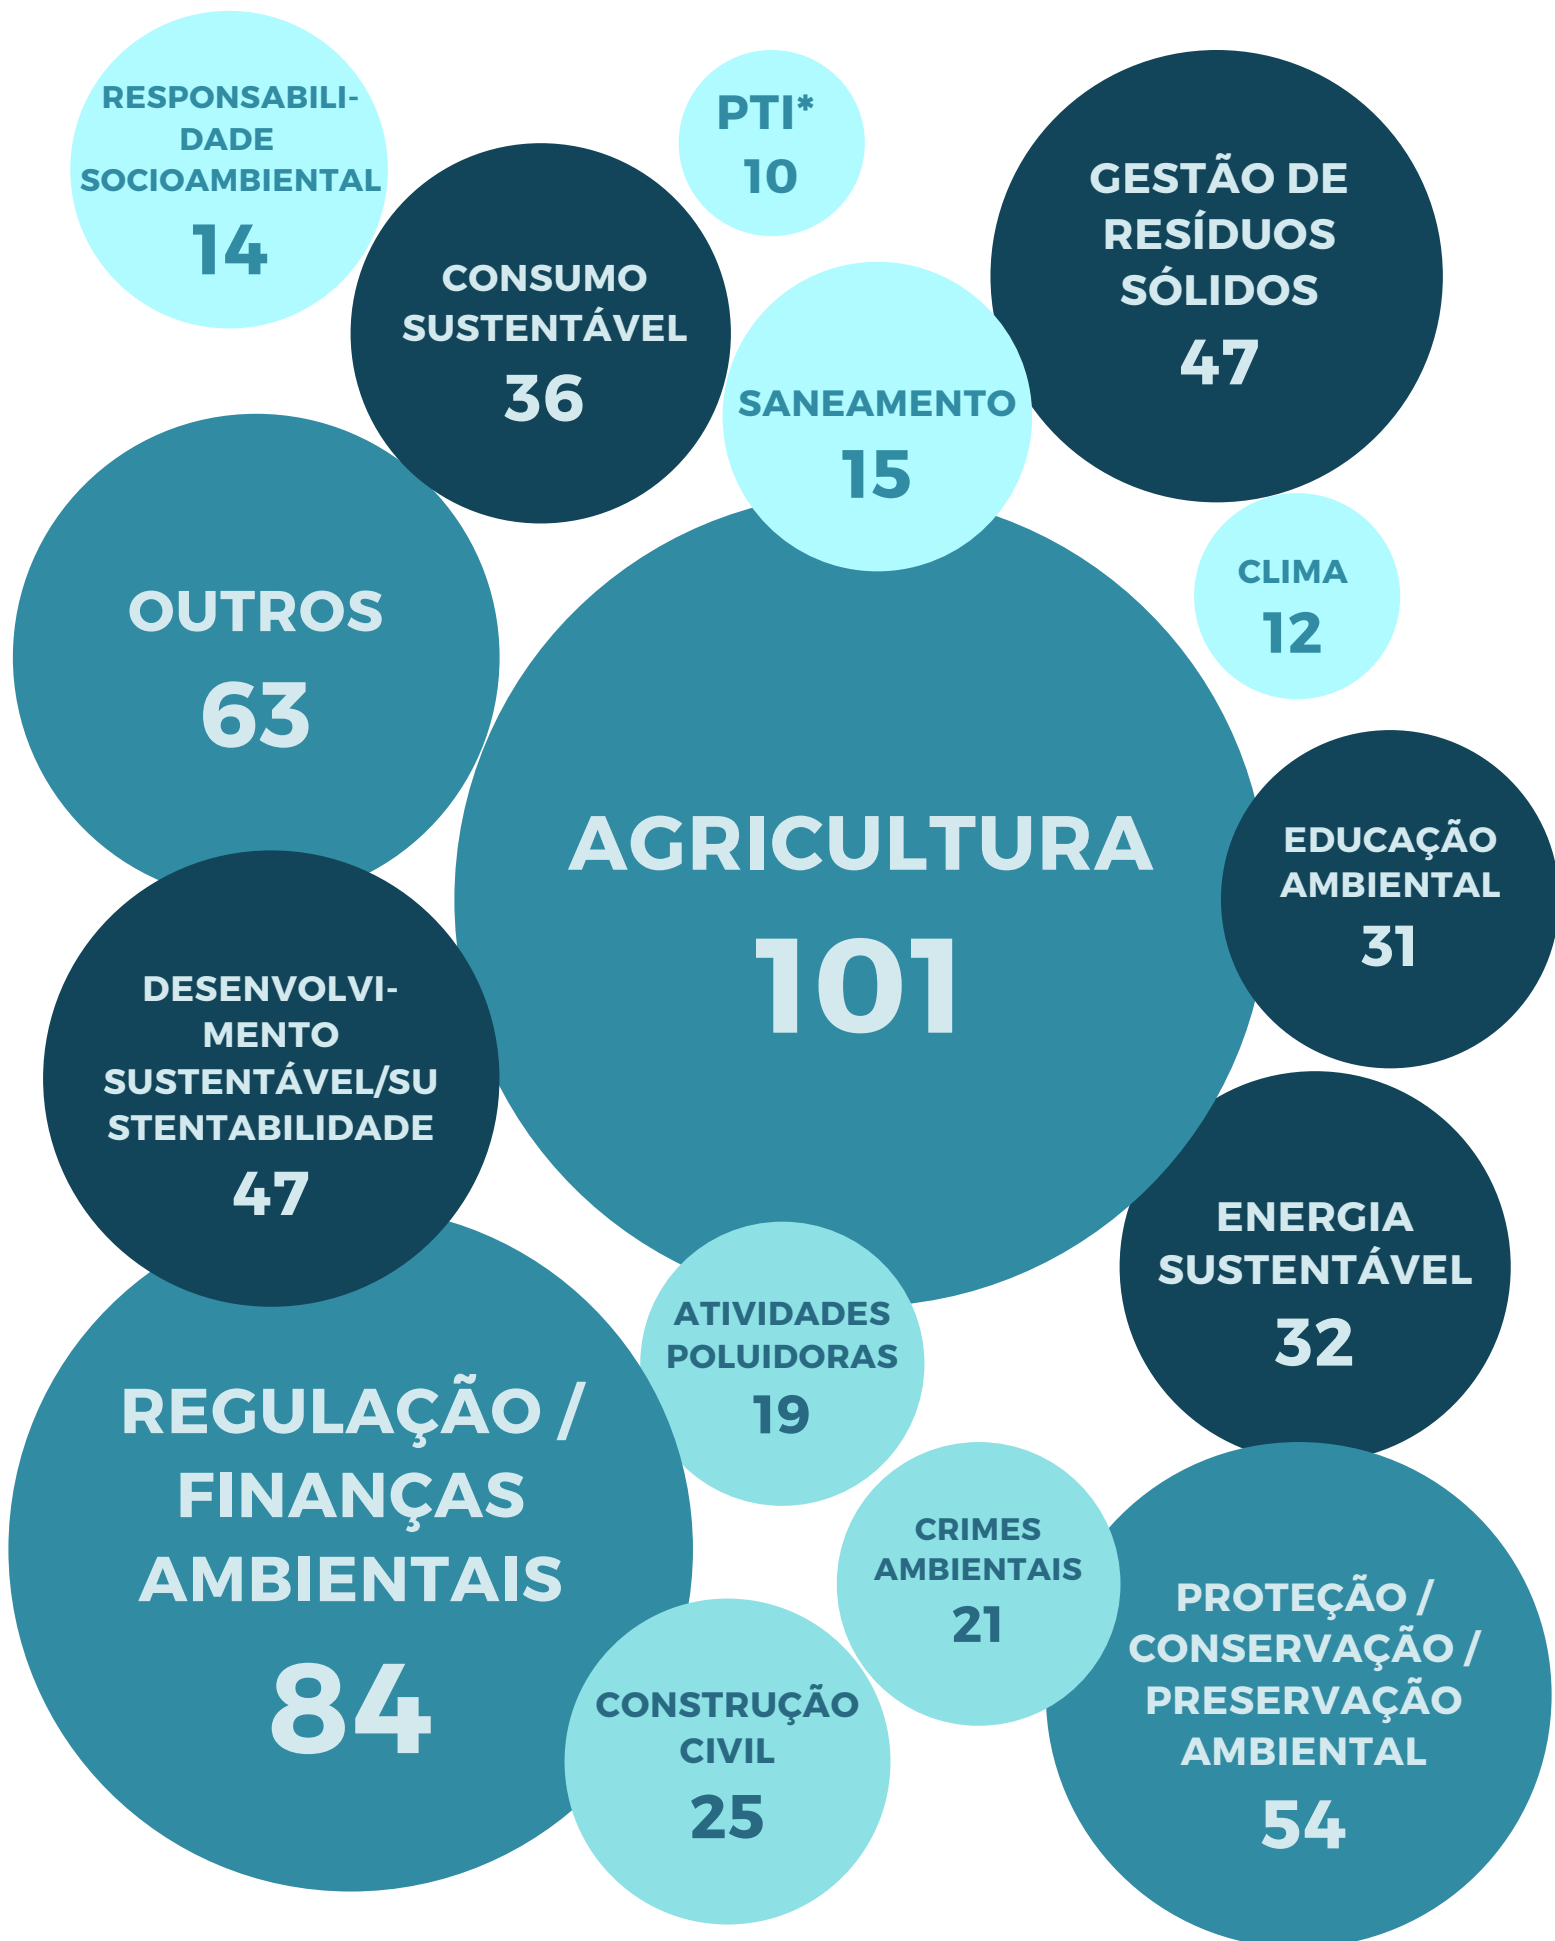 RESPONSABILI-
DADE
SOCIOAMBIENTAL
14
PTI*
10
GESTÃO DE
RESÍDUOS
SÓLIDOS
47
CONSUMO
SUSTENTÁVEL
36
SANEAMENTO
15
CLIMA
12
OUTROS
63
AGRICULTURA
101
EDUCAÇÃO
AMBIENTAL
31
DESENVOLVI-
MENTO
SUSTENTÁVEL/SU
STENTABILIDADE
47
ENERGIA
SUSTENTÁVEL
32
ATIVIDADES
POLUIDORAS
19
REGULAÇÃO /
FINANÇAS
AMBIENTAIS
84
CRIMES
AMBIENTAIS
21
PROTEÇÃO /
CONSERVAÇÃO /
PRESERVAÇÃO
AMBIENTAL
54
CONSTRUÇÃO
CIVIL
25